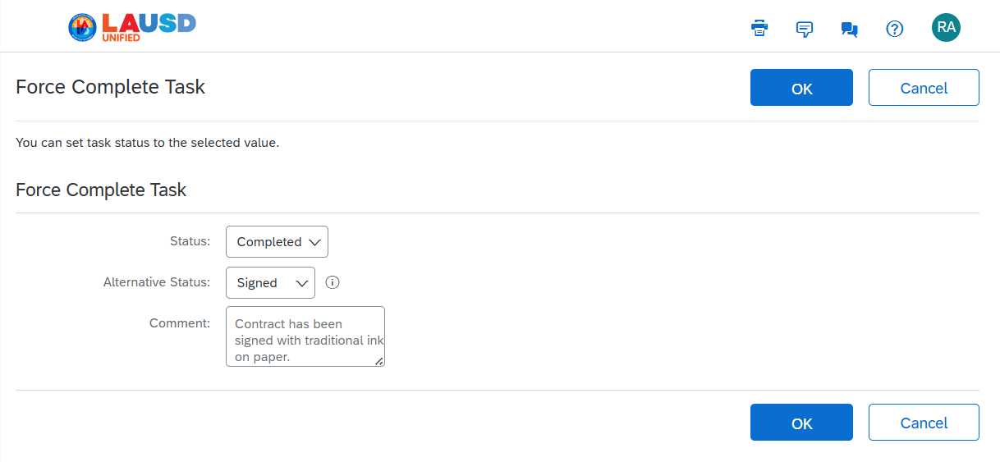 LAUSD
UNIFIED
RA
Force Complete Task
OK
Cancel
You can set task status to the selected value.
Force Complete Task
Status:
Completed
Alternative Status:
Signed
Comment:
Contract has been
signed with traditional ink
on paper.
OK
Cancel